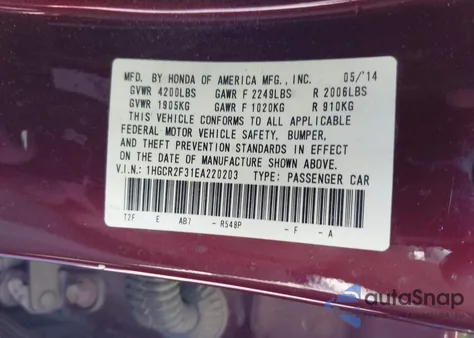 MFD. BY HONDA OF AMERICA MFG., INC. 05/'14
GVWR 4200LBS GAWR F 2249LBS R 2006LBS
GVWR 1905KG GAWR F 1020KG R 910KG
THIS VEHICLE CONFORMS TO ALL APPLICABLE
FEDERAL MOTOR VEHICLE SAFETY, BUMPER,
AND THEFT PREVENTION STANDARDS IN EFFECT
ON THE DATE OF MANUFACTURE SHOWN ABOVE.
V.I.N.: 1HGCR2F31EA220203 TYPE: PASSENGER CAR
T2F E AB7 - R548P - F - A
autaSnap